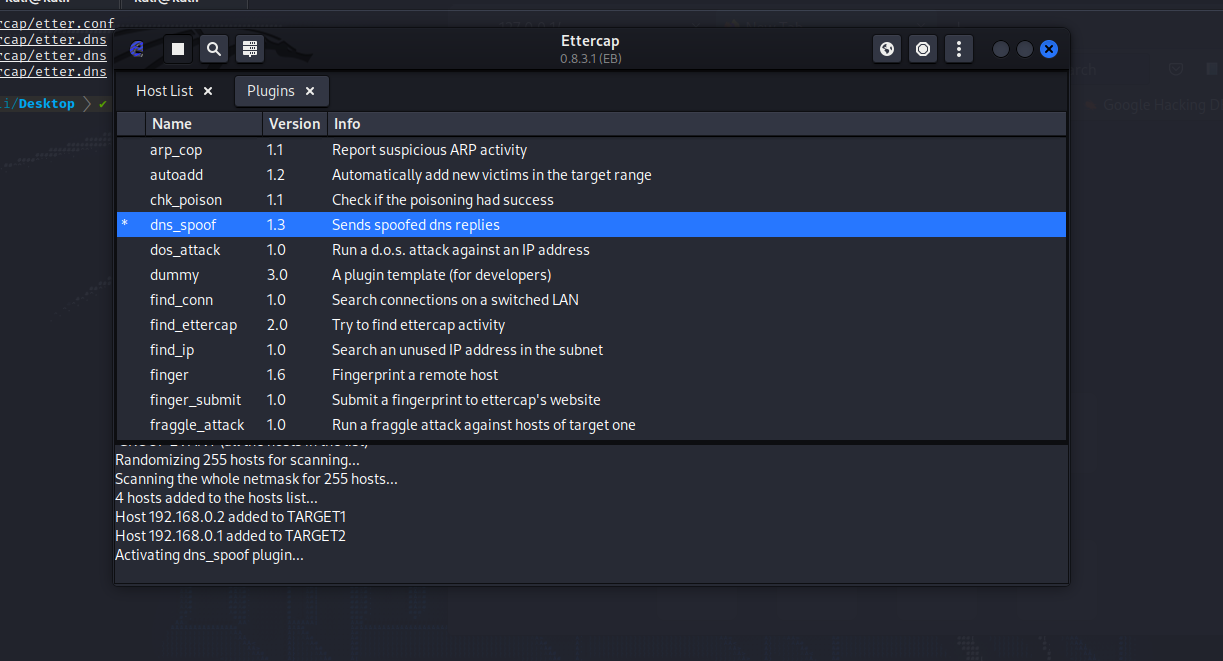 kali@kali: kali@kali:
rcap/etter.conf
rcap/etter.dns
rcap/etter.dns
rcap/etter.dns
li/Desktop
Ettercap
0.8.3.1 (EB)
Host List × Plugins ×
Name Version Info
arp_cop 1.1 Report suspicious ARP activity
autoadd 1.2 Automatically add new victims in the target range
chk_poison 1.1 Check if the poisoning had success
* dns_spoof 1.3 Sends spoofed dns replies
dos_attack 1.0 Run a d.o.s. attack against an IP address
dummy 3.0 A plugin template (for developers)
find_conn 1.0 Search connections on a switched LAN
find_ettercap 2.0 Try to find ettercap activity
find_ip 1.0 Search an unused IP address in the subnet
finger 1.6 Fingerprint a remote host
finger_submit 1.0 Submit a fingerprint to ettercap's website
fraggle_attack 1.0 Run a fraggle attack against hosts of target one
Randomizing 255 hosts for scanning...
Scanning the whole netmask for 255 hosts...
4 hosts added to the hosts list...
Host 192.168.0.2 added to TARGET1
Host 192.168.0.1 added to TARGET2
Activating dns_spoof plugin...
Google Hacking D